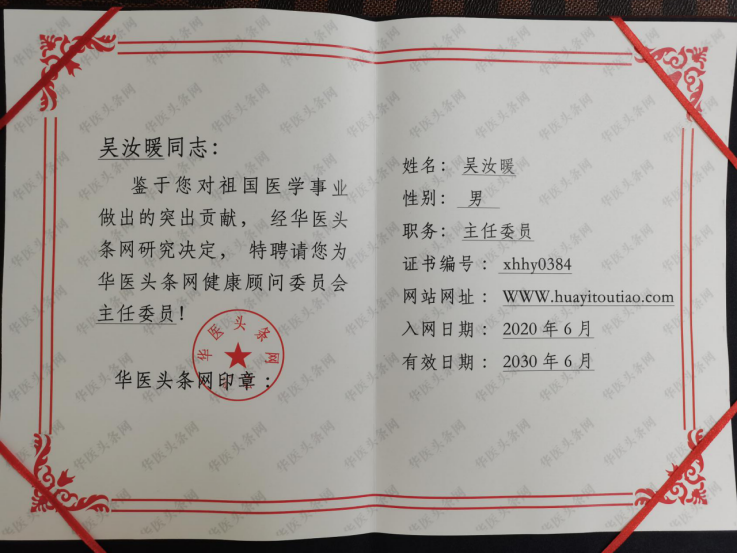 吴汝暖同志：
鉴于您对祖国医学事业
做出的突出贡献，经华医头
条网研究决定，特聘请您为
华医头条网健康顾问委员会
主任委员！
华医头条网
华医头条网印章：
姓名：吴汝暖
性别：男
职务：主任委员
证书编号：xhhy0384
网站网址：WWW.huayitoutiao.com
入网日期：2020年6月
有效日期：2030年6月